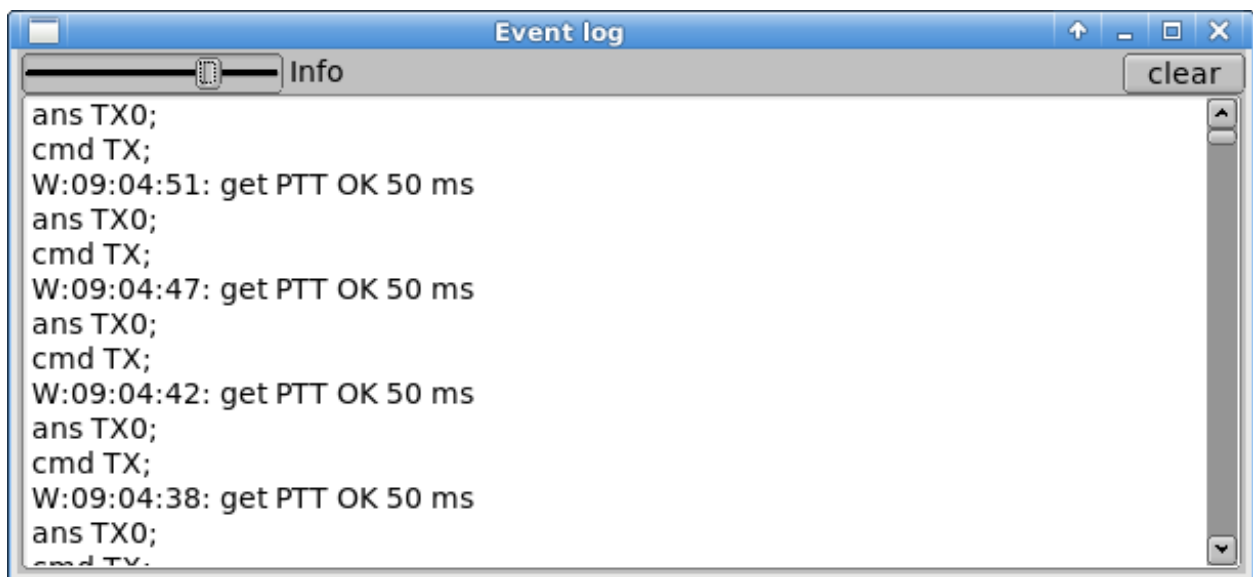 Event log
Info
clear
ans TX0;
cmd TX;
W:09:04:51: get PTT OK 50 ms
ans TX0;
cmd TX;
W:09:04:47: get PTT OK 50 ms
ans TX0;
cmd TX;
W:09:04:42: get PTT OK 50 ms
ans TX0;
cmd TX;
W:09:04:38: get PTT OK 50 ms
ans TX0;
cmd TX;